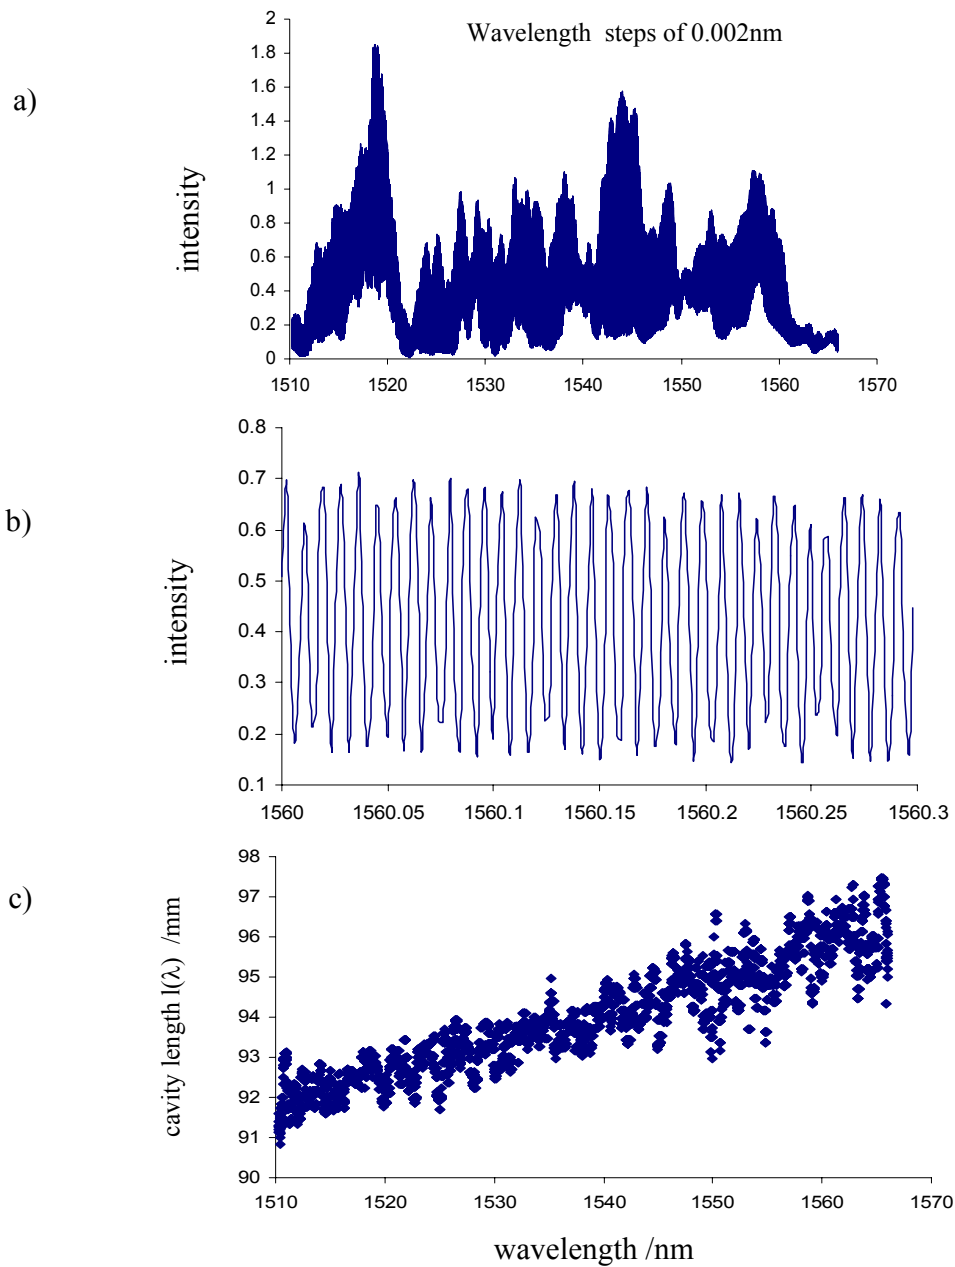 Wavelength steps of 0.002nm
a)
intensity
2
1.8
1.6
1.4
1.2
1
0.8
0.6
0.4
0.2
0
1510 1520 1530 1540 1550 1560 1570
b)
intensity
0.8
0.7
0.6
0.5
0.4
0.3
0.2
0.1
1560 1560.05 1560.1 1560.15 1560.2 1560.25 1560.3
c)
cavity length l(λ) /mm
98
97
96
95
94
93
92
91
90
1510 1520 1530 1540 1550 1560 1570
wavelength /nm